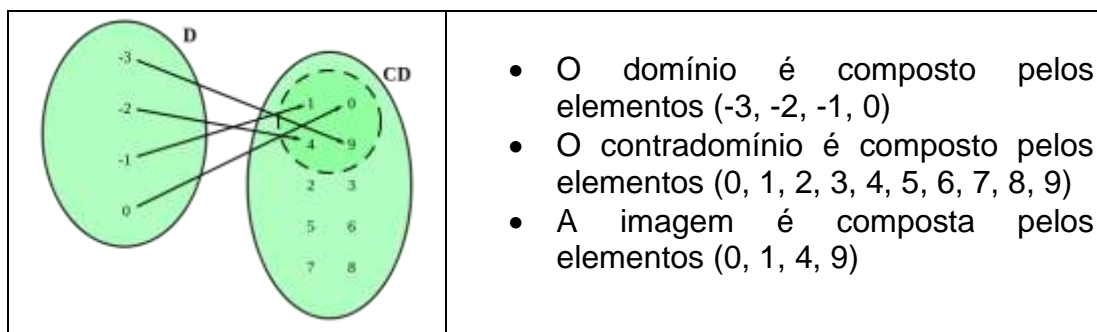 D
-3
-2
-1
0
CD
1 0
4 9
2 3
5 6
7 8
• O domínio é composto pelos
elementos (-3, -2, -1, 0)
• O contradomínio é composto pelos
elementos (0, 1, 2, 3, 4, 5, 6, 7, 8, 9)
• A imagem é composta pelos
elementos (0, 1, 4, 9)